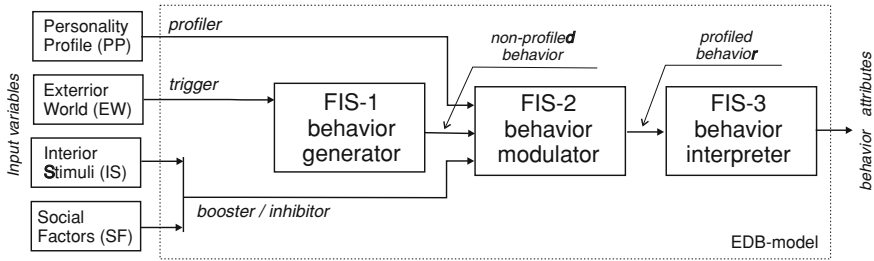 Input variables
Personality
Profile (PP)
Exterrior
World (EW)
Interior
Stimuli (IS)
Social
Factors (SF)
profiler
trigger
booster / inhibitor
FIS-1
behavior
generator
non-profiled
behavior
FIS-2
behavior
modulator
profiled
behavior
FIS-3
behavior
interpreter
EDB-model
behavior attributes